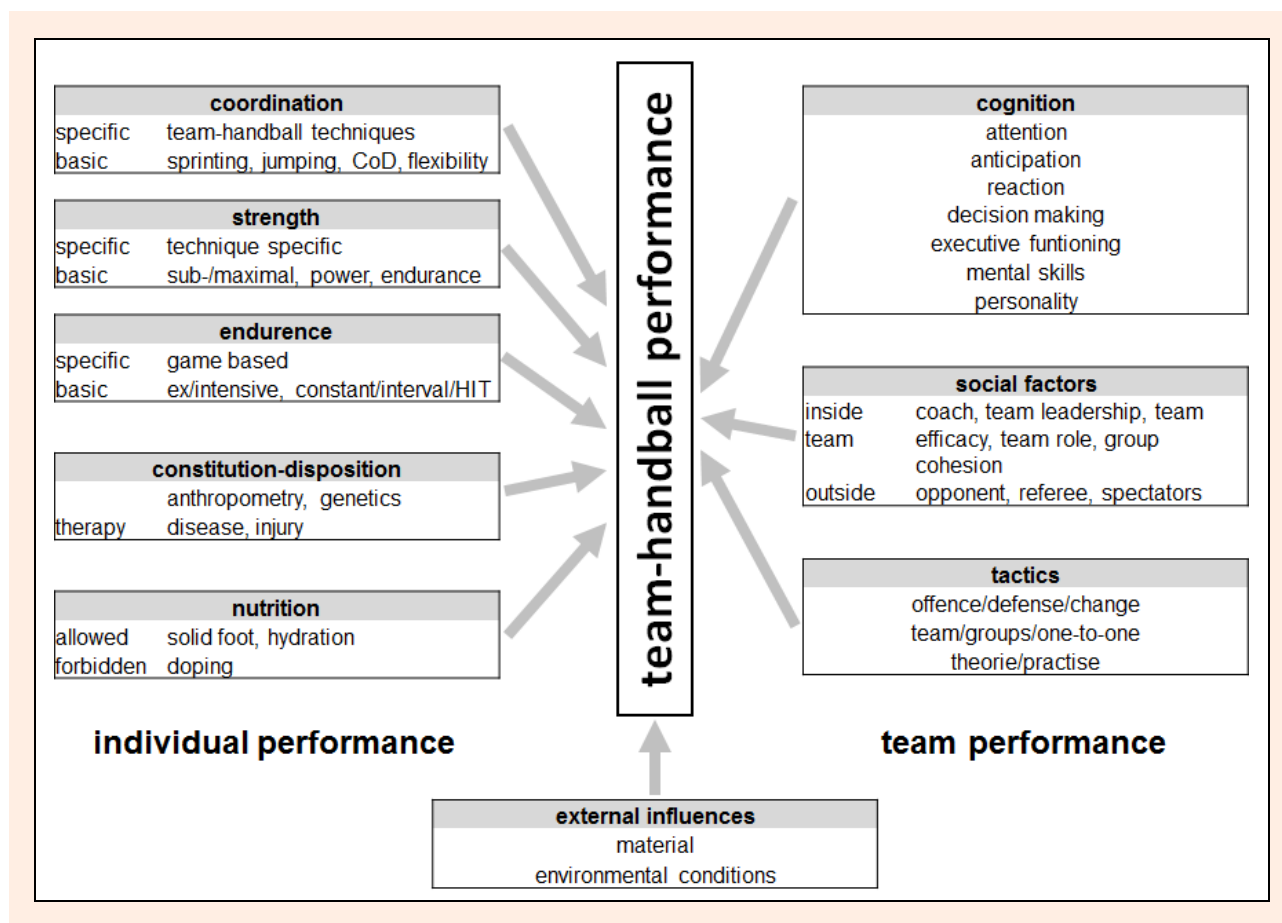 coordination
specific team-handball techniques
basic sprinting, jumping, CoD, flexibility
strength
specific technique specific
basic sub-/maximal, power, endurance
endurence
specific game based
basic ex/intensive, constant/interval/HIT
constitution-disposition
anthropometry, genetics
therapy disease, injury
nutrition
allowed solid foot, hydration
forbidden doping
individual performance
team-handball performance
cognition
attention
anticipation
reaction
decision making
executive funtioning
mental skills
personality
social factors
inside coach, team leadership, team
team efficacy, team role, group
cohesion
outside opponent, referee, spectators
tactics
offence/defense/change
team/groups/one-to-one
theorie/practise
team performance
external influences
material
environmental conditions